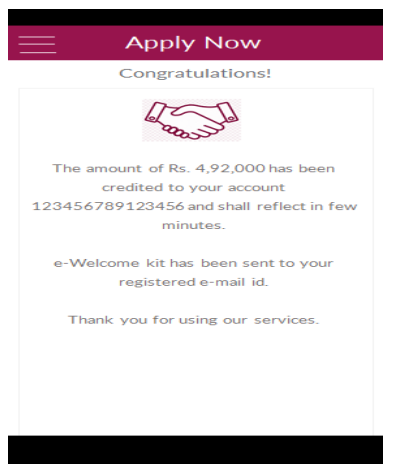 Apply Now
Congratulations!
The amount of Rs. 4,92,000 has been
credited to your account
123456789123456 and shall reflect in few
minutes.
e-Welcome kit has been sent to your
registered e-mail id.
Thank you for using our services.